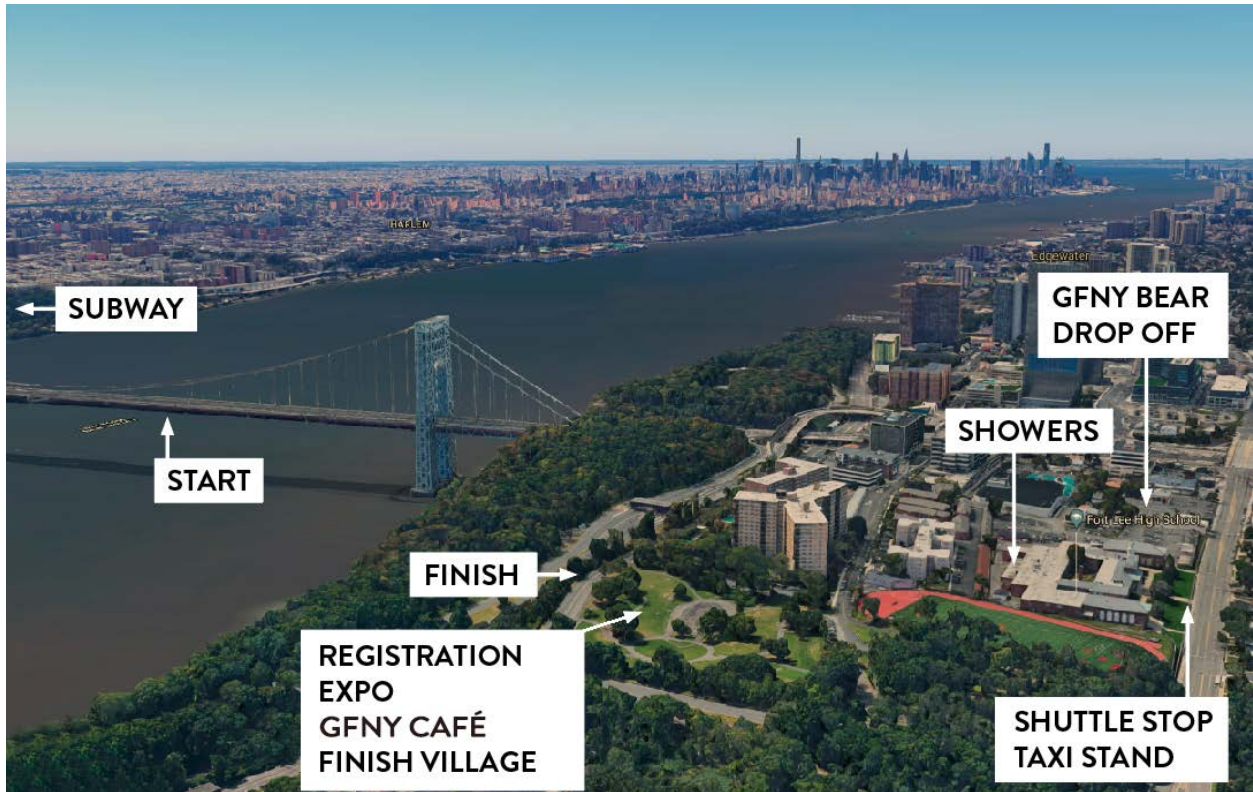 HARLEM
Edgewater
SUBWAY
GFNY BEAR
DROP OFF
START
SHOWERS
Fort Lee High School
FINISH
REGISTRATION
EXPO
GFNY CAFÉ
FINISH VILLAGE
SHUTTLE STOP
TAXI STAND